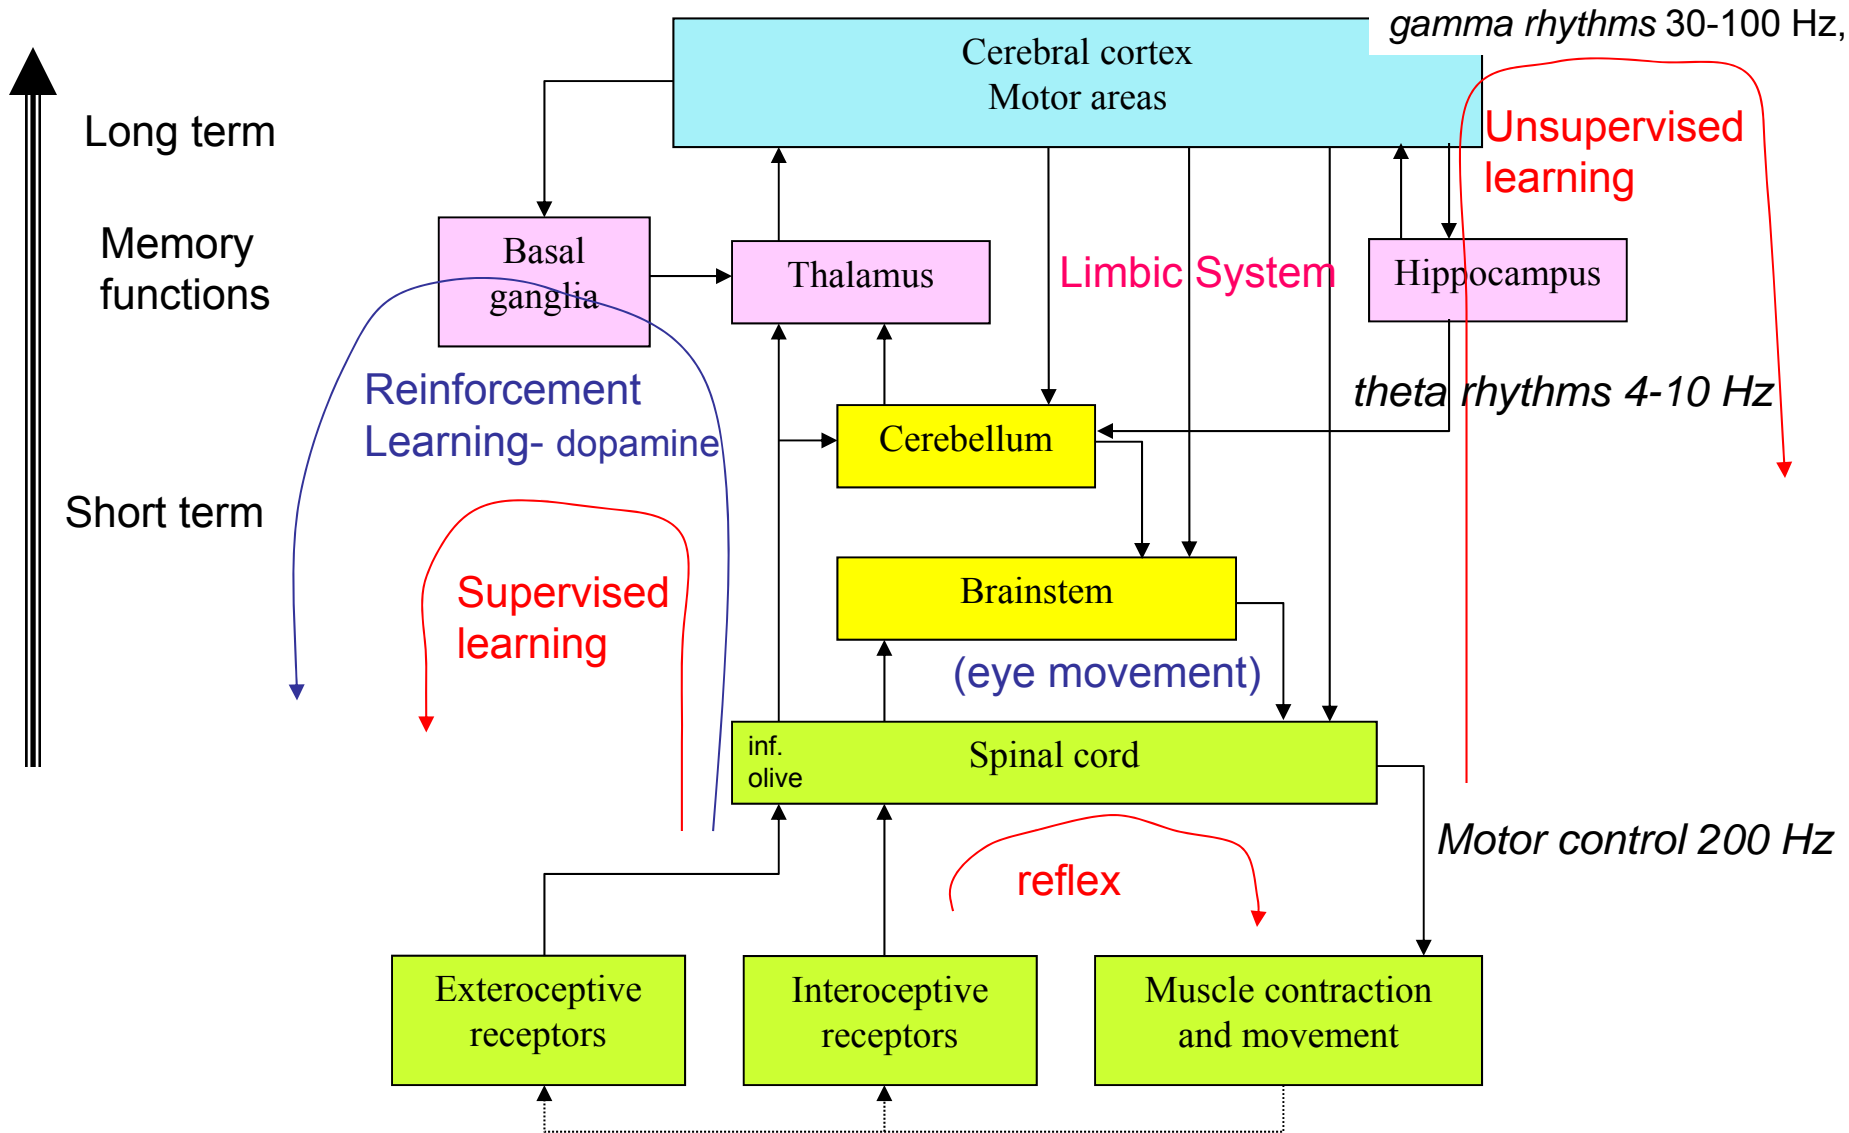 gamma rhythms 30-100 Hz,
Cerebral cortex
Motor areas
Long term
Unsupervised
learning
Memory
functions
Basal
ganglia
Thalamus
Limbic System
Hippocampus
Reinforcement
Learning- dopamine
theta rhythms 4-10 Hz
Cerebellum
Short term
Supervised
learning
Brainstem
(eye movement)
inf.
olive
Spinal cord
Motor control 200 Hz
reflex
Exteroceptive
receptors
Interoceptive
receptors
Muscle contraction
and movement